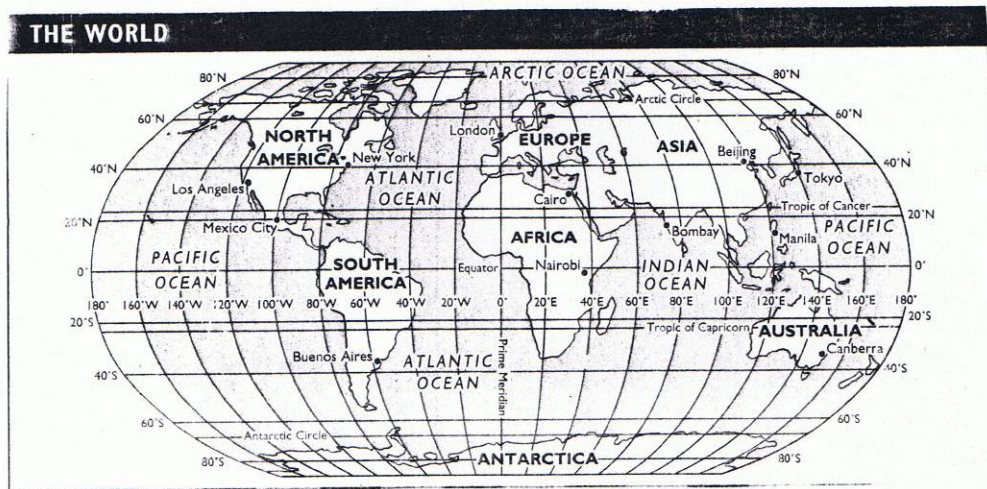 THE WORLD
80°N
ARCTIC OCEAN
80°N
Arctic Circle
60°N
60°N
NORTH
AMERICA
London
EUROPE
ASIA
Beijing
New York
40°N
40°N
Los Angeles
ATLANTIC
OCEAN
Cairo
Tokyo
Tropic of Cancer
20°N
20°N
Mexico City
Bombay
Manila
PACIFIC
OCEAN
AFRICA
PACIFIC
OCEAN
SOUTH
AMERICA
Equator
Nairobi
INDIAN
OCEAN
0°
0°
180° 160°W 140°W 120°W 100°W 80°W 60°W 40°W 20°W 0° 20°E 40°E 60°E 80°E 100°E 120°E 140°E 160°E 180°
20°S
20°S
Tropic of Capricorn
AUSTRALIA
Buenos Aires
ATLANTIC
OCEAN
Prime Meridian
Canberra
40°S
40°S
60°S
60°S
Antarctic Circle
80°S
80°S
ANTARCTICA